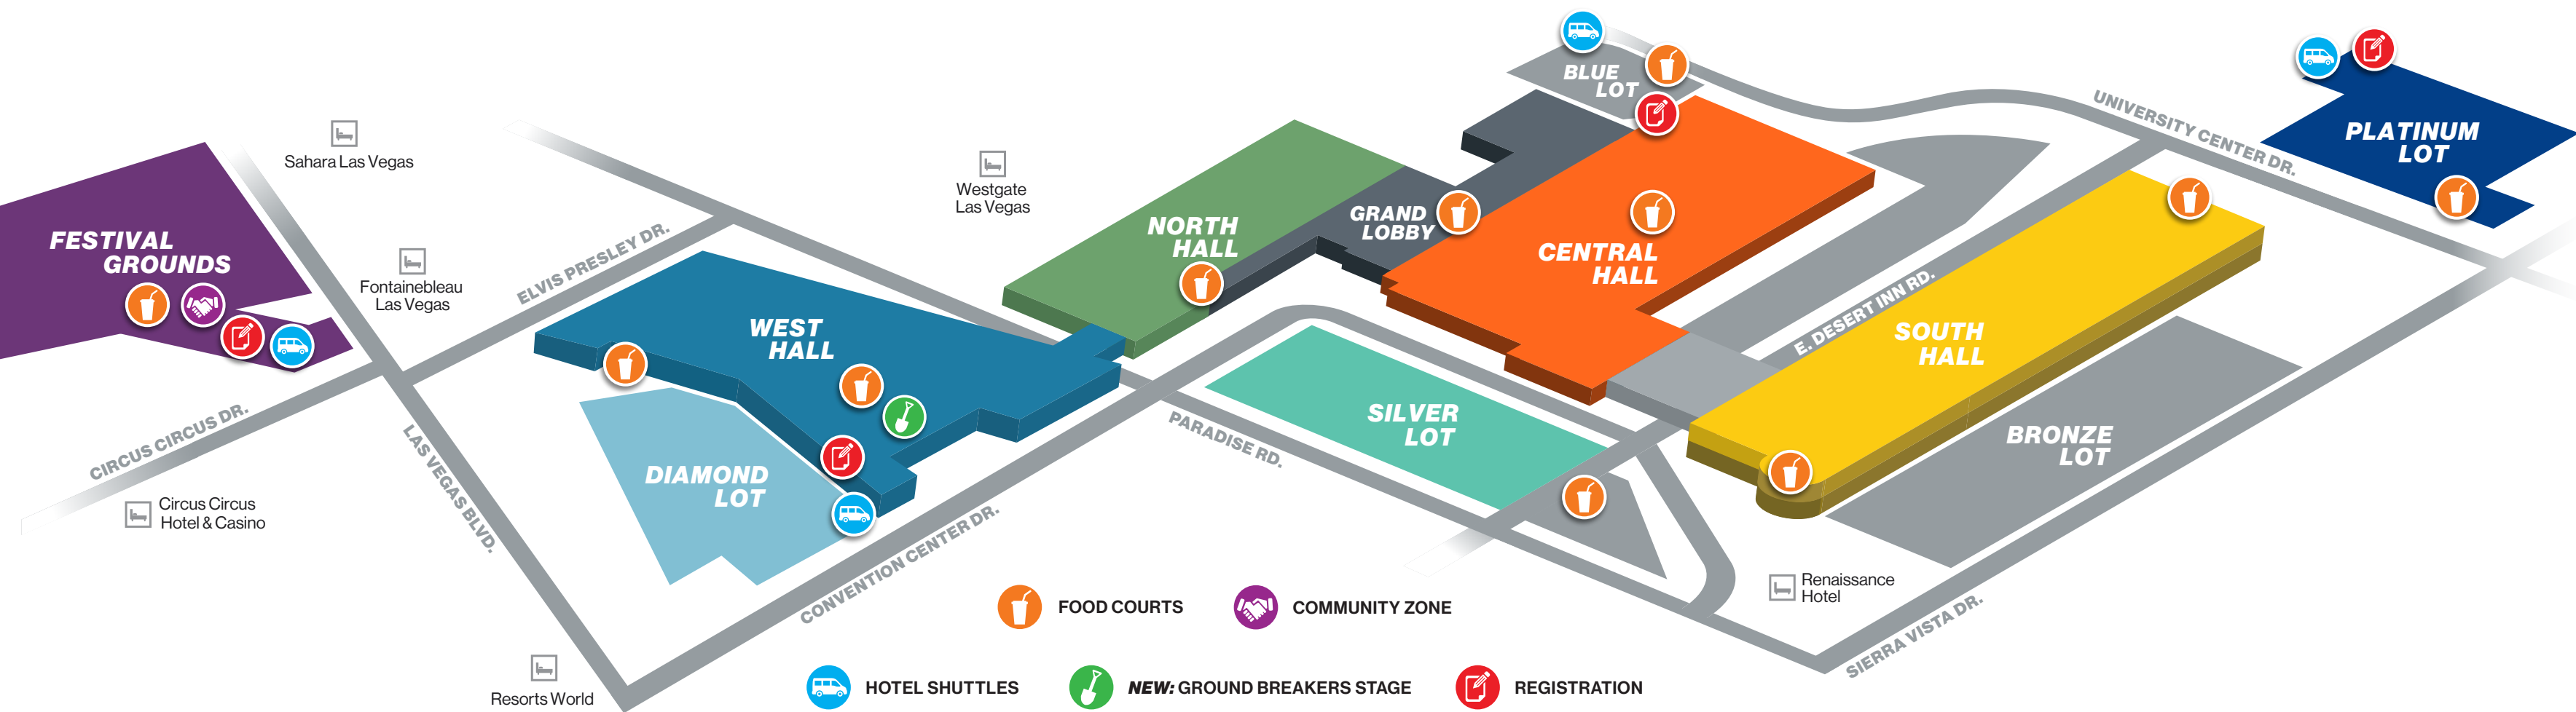 BLUE
LOT
UNIVERSITY CENTER DR.
PLATINUM
LOT
Sahara Las Vegas
Westgate
Las Vegas
FESTIVAL
GROUNDS
Fontainebleau
Las Vegas
ELVIS PRESLEY DR.
NORTH
HALL
GRAND
LOBBY
CENTRAL
HALL
E. DESERT INN RD.
SOUTH
HALL
WEST
HALL
CIRCUS CIRCUS DR.
LAS VEGAS BLVD.
DIAMOND
LOT
PARADISE RD.
SILVER
LOT
BRONZE
LOT
Circus Circus
Hotel & Casino
CONVENTION CENTER DR.
Renaissance
Hotel
SIERRA VISTA DR.
Resorts World
FOOD COURTS
COMMUNITY ZONE
HOTEL SHUTTLES
NEW: GROUND BREAKERS STAGE
REGISTRATION